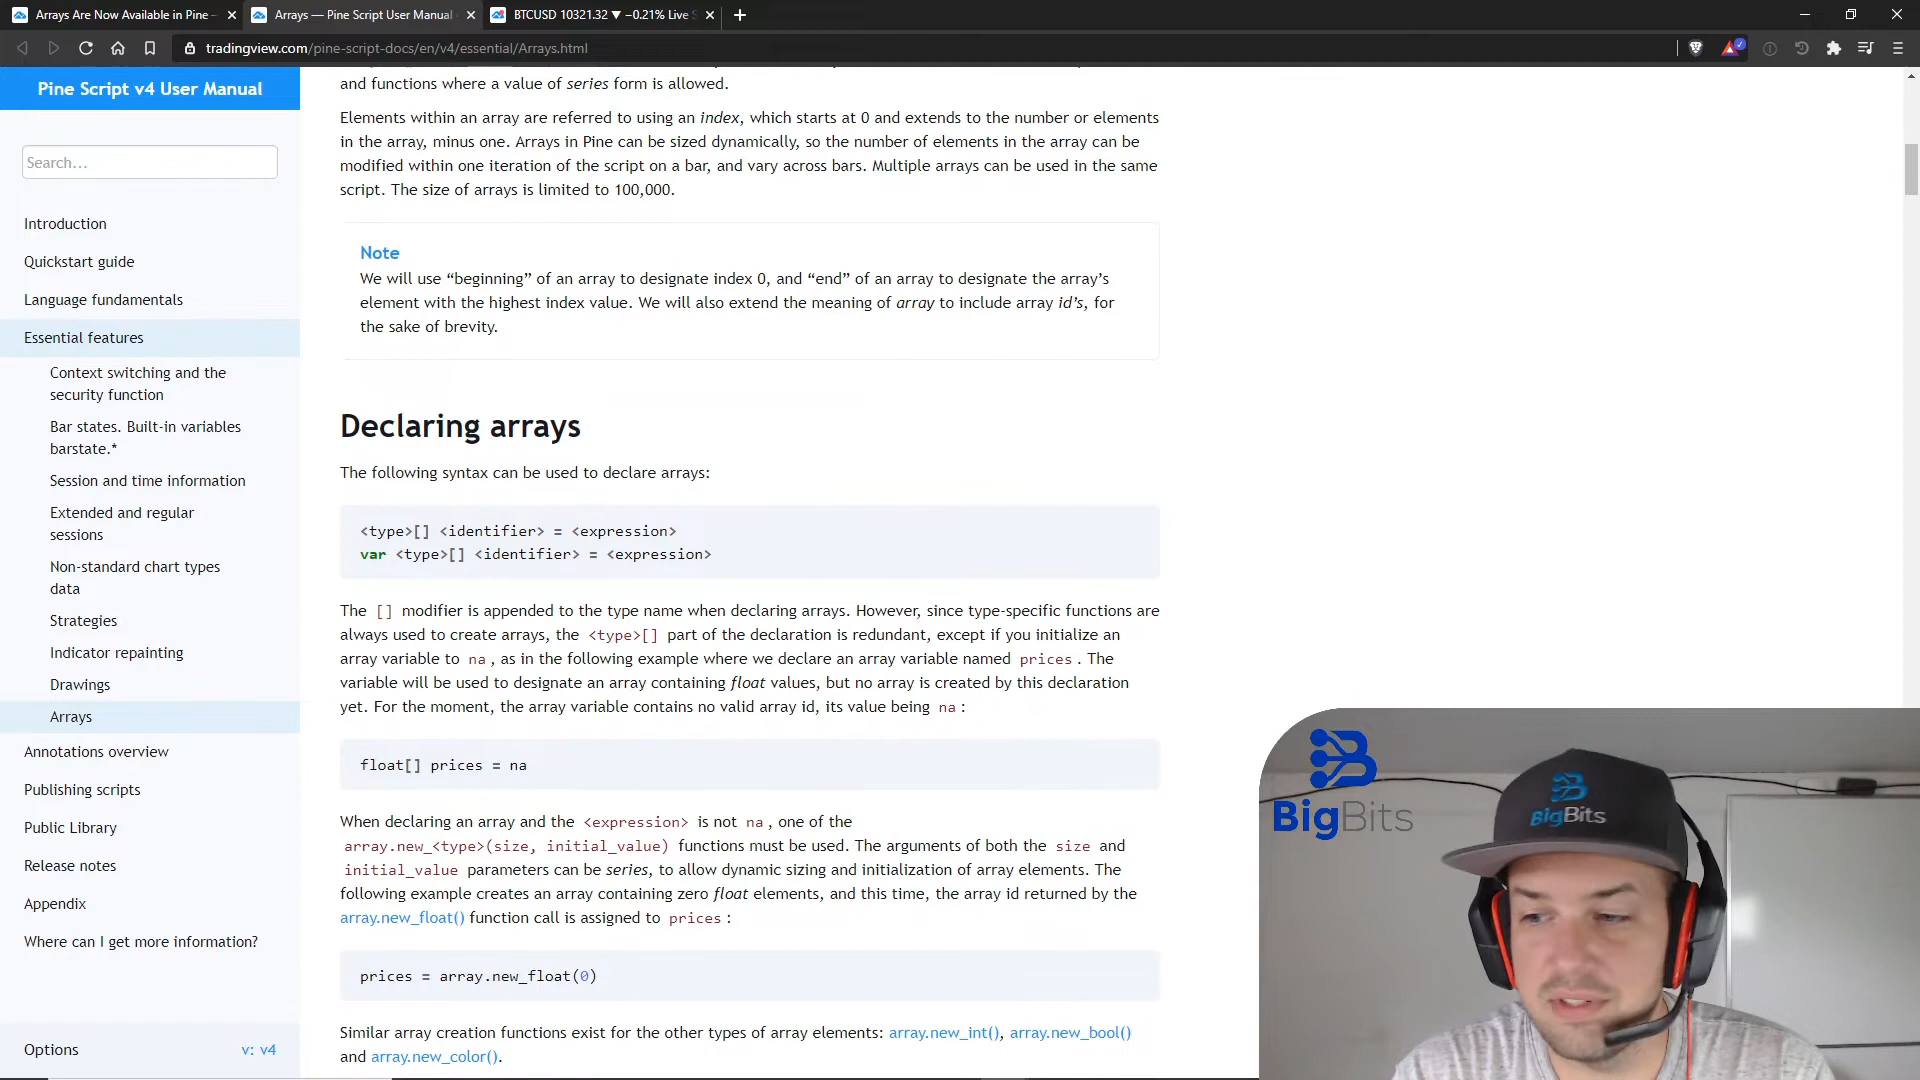 Arrays Are Now Available in Pine –
Arrays — Pine Script User Manual
BTCUSD 10321.32 ▼ −0.21% Live
tradingview.com/pine-script-docs/en/v4/essential/Arrays.html
Pine Script v4 User Manual
Search...
Introduction
Quickstart guide
Language fundamentals
Essential features
Context switching and the
security function
Bar states. Built-in variables
barstate.*
Session and time information
Extended and regular
sessions
Non-standard chart types
data
Strategies
Indicator repainting
Drawings
Arrays
Annotations overview
Publishing scripts
Public Library
Release notes
Appendix
Where can I get more information?
Options
v: v4
and functions where a value of series form is allowed.
Elements within an array are referred to using an index, which starts at 0 and extends to the number or elements
in the array, minus one. Arrays in Pine can be sized dynamically, so the number of elements in the array can be
modified within one iteration of the script on a bar, and vary across bars. Multiple arrays can be used in the same
script. The size of arrays is limited to 100,000.
Note
We will use “beginning” of an array to designate index 0, and “end” of an array to designate the array’s
element with the highest index value. We will also extend the meaning of array to include array id’s, for
the sake of brevity.
Declaring arrays
The following syntax can be used to declare arrays:
<type>[] <identifier> = <expression>
var <type>[] <identifier> = <expression>
The [] modifier is appended to the type name when declaring arrays. However, since type-specific functions are
always used to create arrays, the <type>[] part of the declaration is redundant, except if you initialize an
array variable to na, as in the following example where we declare an array variable named prices. The
variable will be used to designate an array containing float values, but no array is created by this declaration
yet. For the moment, the array variable contains no valid array id, its value being na:
float[] prices = na
When declaring an array and the <expression> is not na, one of the
array.new_<type>(size, initial_value) functions must be used. The arguments of both the size and
initial_value parameters can be series, to allow dynamic sizing and initialization of array elements. The
following example creates an array containing zero float elements, and this time, the array id returned by the
array.new_float() function call is assigned to prices:
prices = array.new_float(0)
Similar array creation functions exist for the other types of array elements: array.new_int(), array.new_bool()
and array.new_color().
BigBits
BigBits